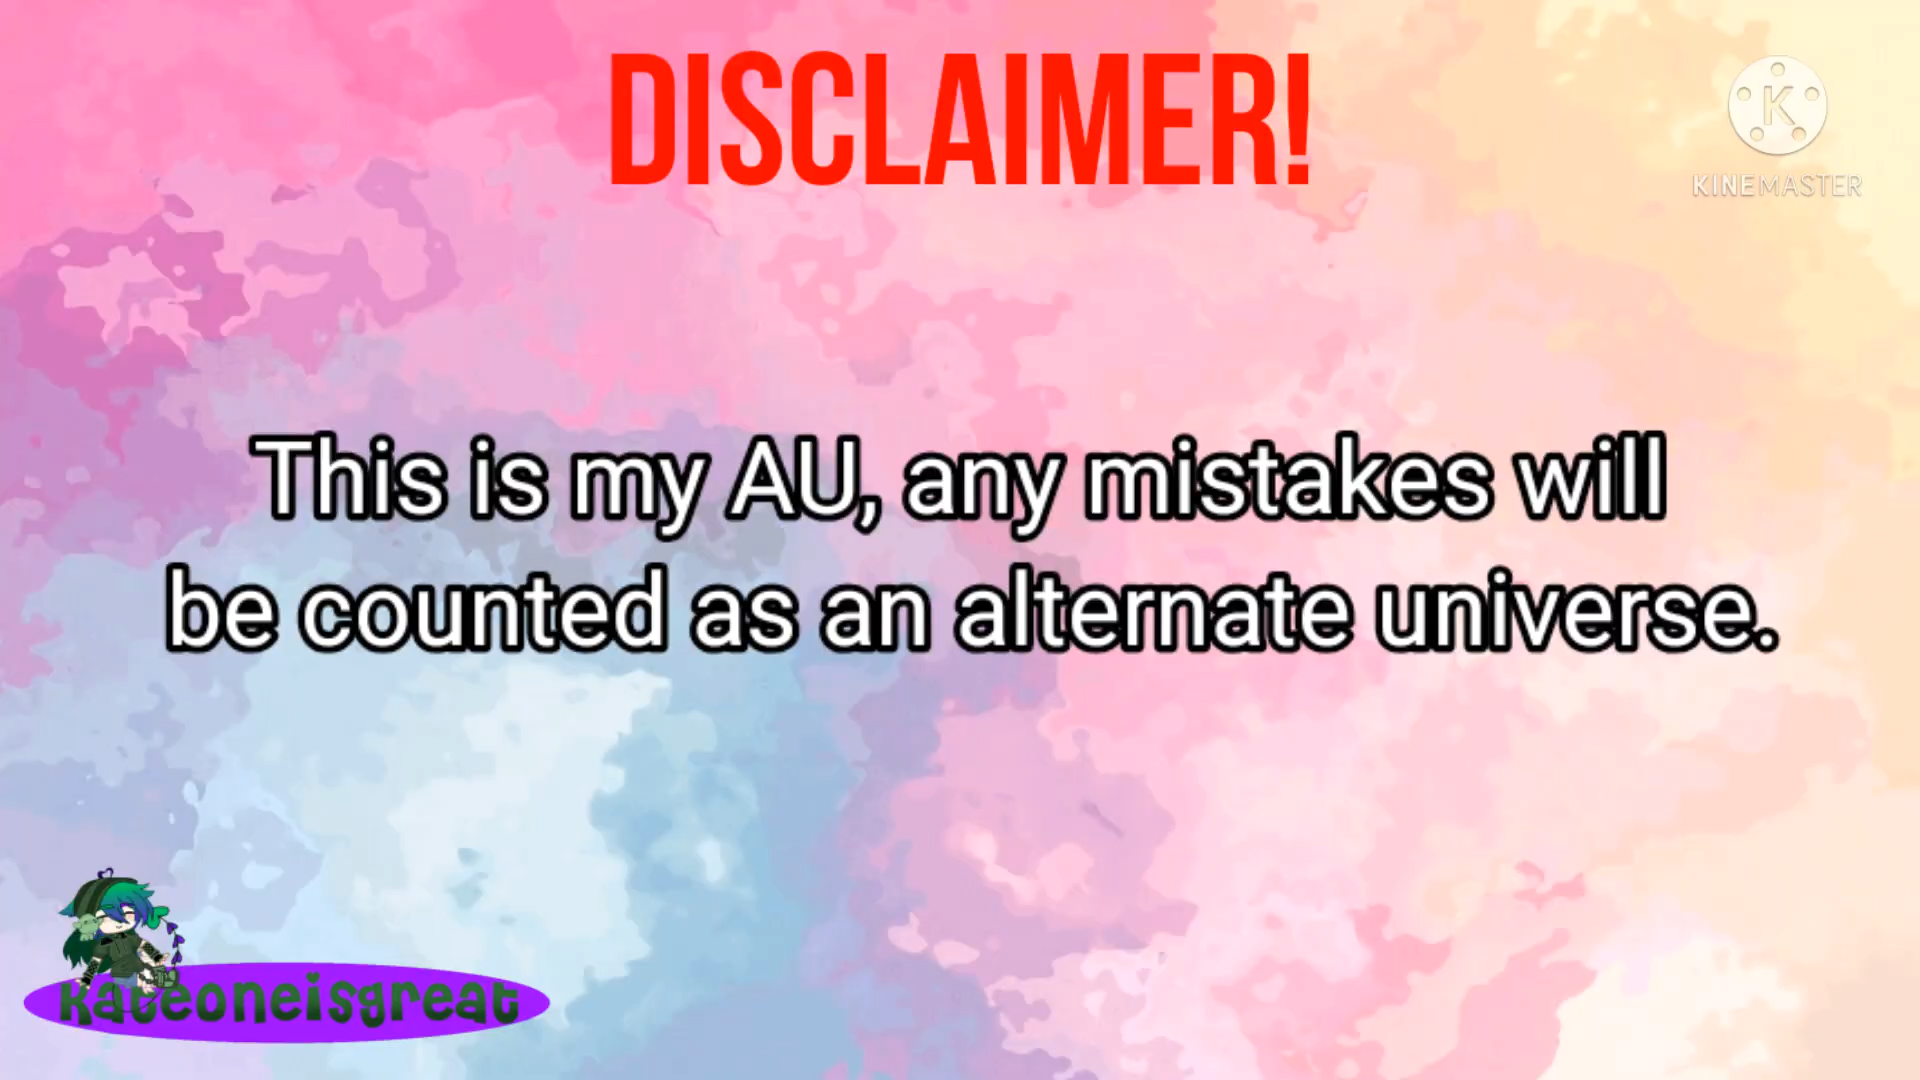 DISCLAIMER!
K
KINEMASTER
This is my AU, any mistakes will
be counted as an alternate universe.
Kateoneisgreat